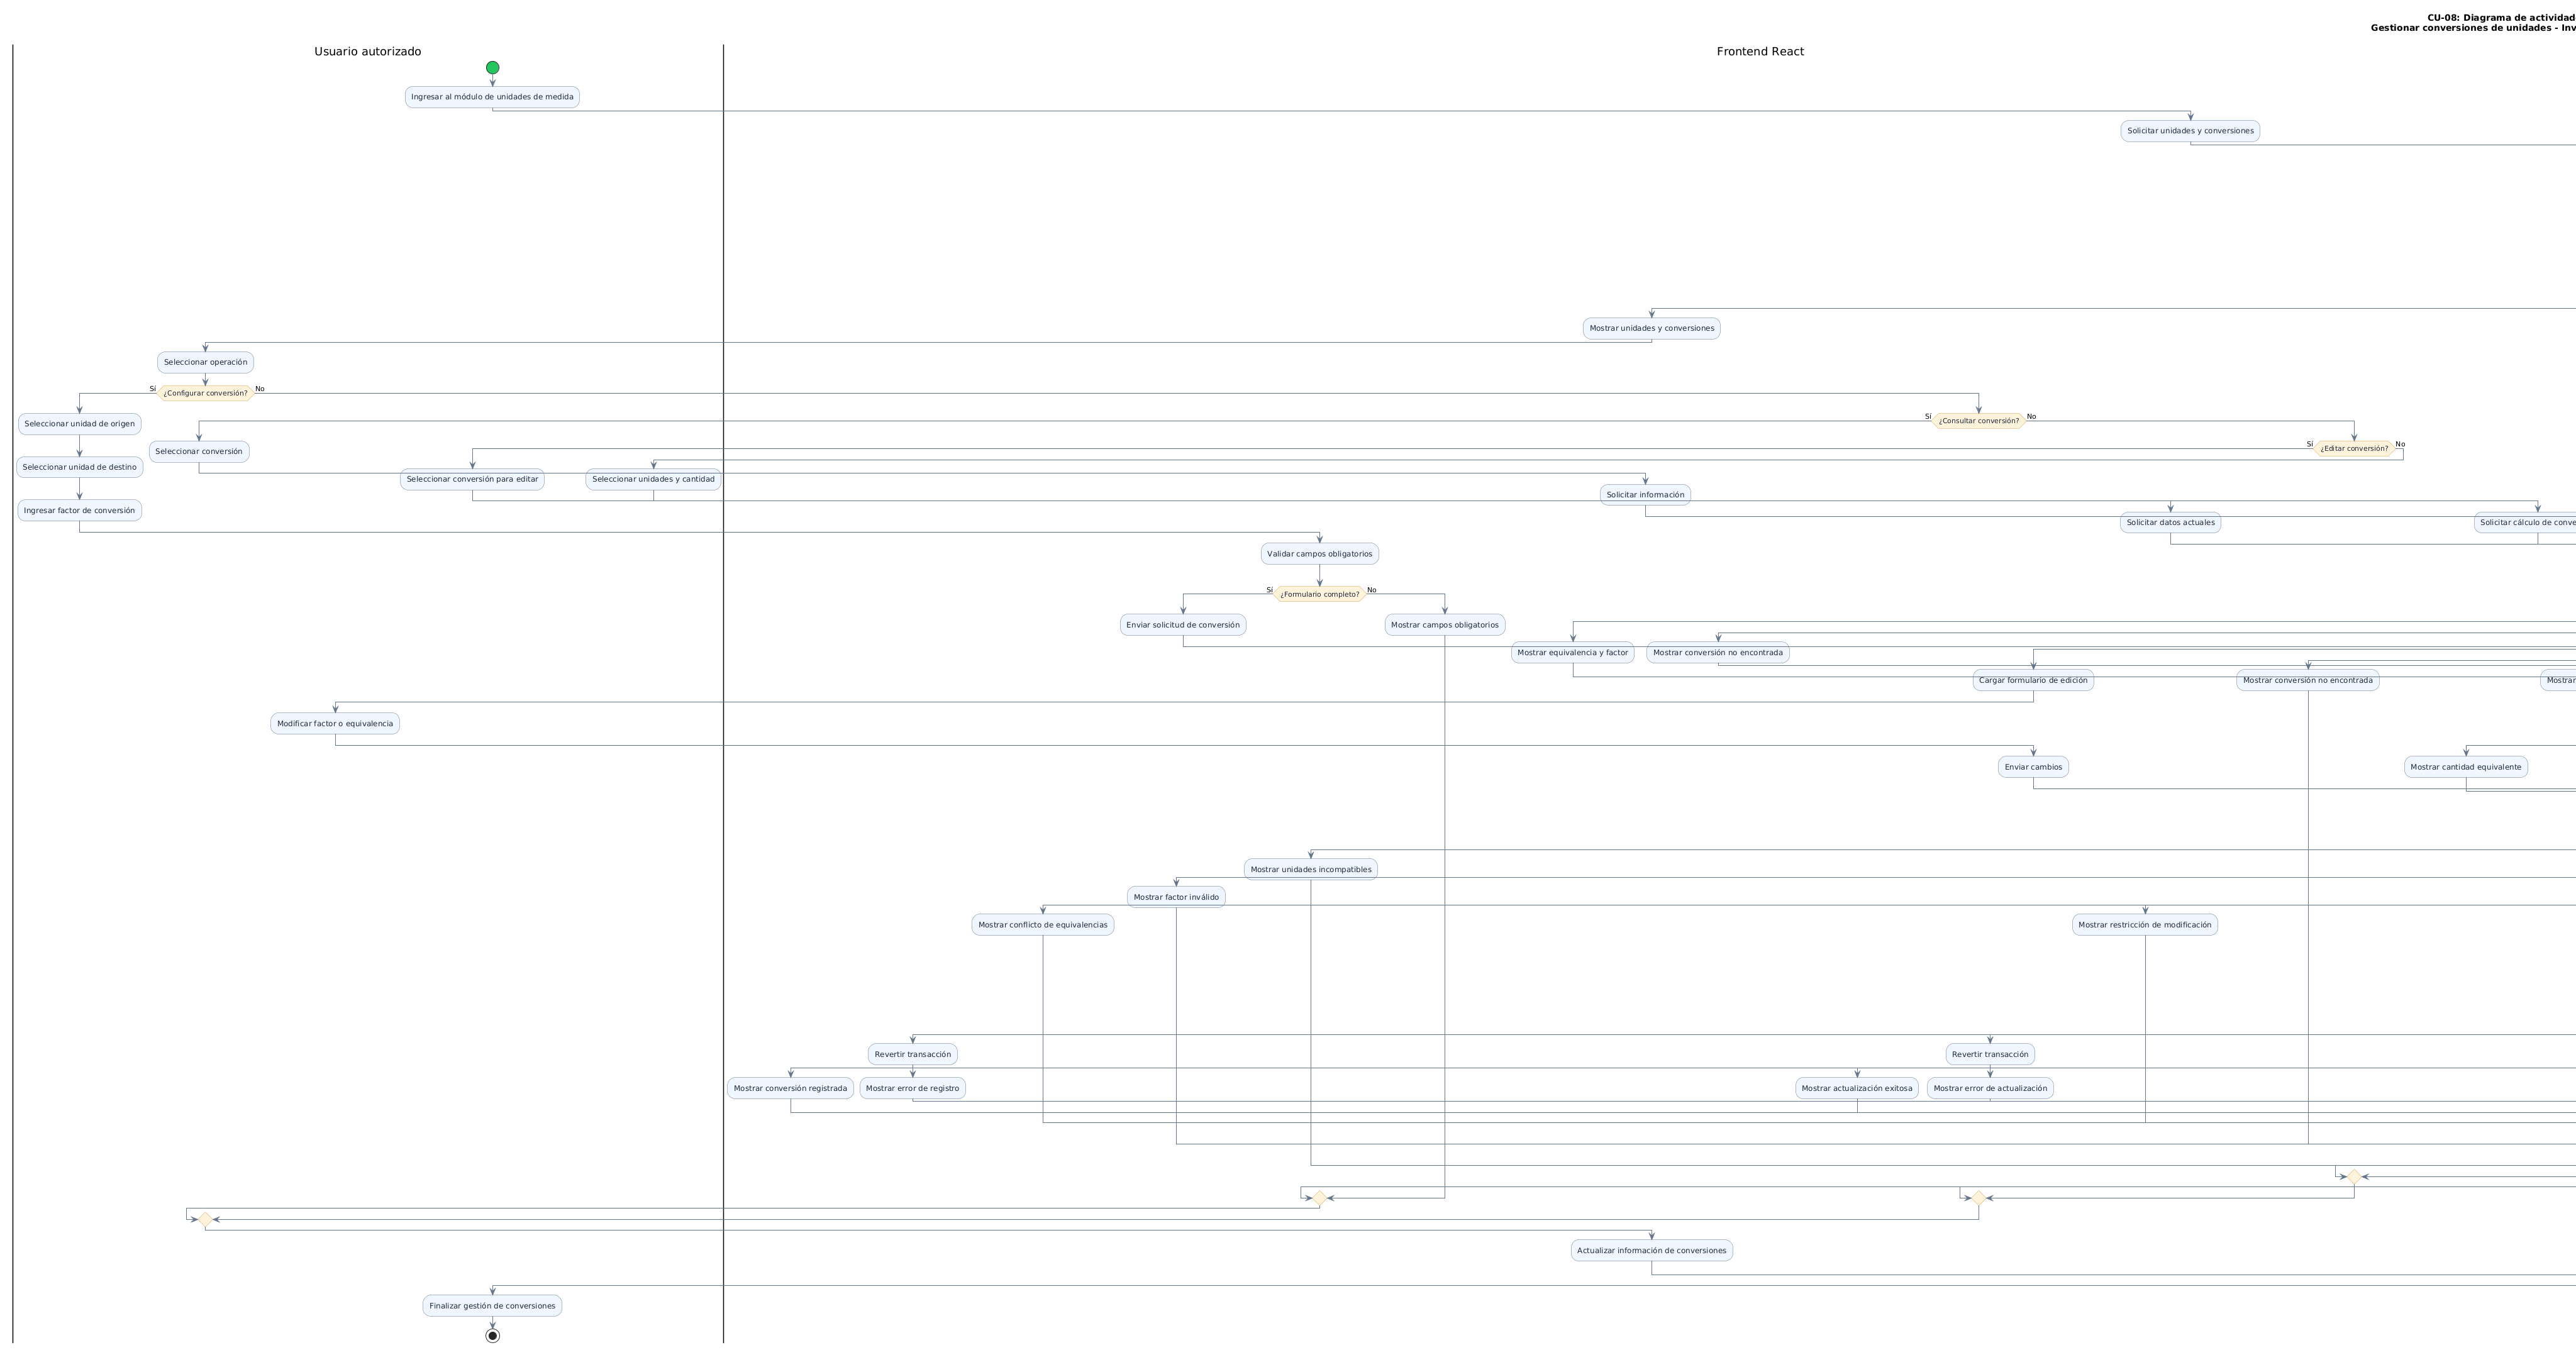 CU-08: Diagrama de actividad
Gestionar conversiones de unidades - Inv
Usuario autorizado
Frontend React
Ingresar al módulo de unidades de medida
Solicitar unidades y conversiones
Mostrar unidades y conversiones
Seleccionar operación
Sí
¿Configurar conversión?
No
Seleccionar unidad de origen
Sí
¿Consultar conversión?
No
Seleccionar conversión
Sí
¿Editar conversión?
No
Seleccionar unidad de destino
Seleccionar conversión para editar
Seleccionar unidades y cantidad
Solicitar información
Ingresar factor de conversión
Solicitar datos actuales
Solicitar cálculo de conve
Validar campos obligatorios
Sí
¿Formulario completo?
No
Enviar solicitud de conversión
Mostrar campos obligatorios
Mostrar equivalencia y factor
Mostrar conversión no encontrada
Cargar formulario de edición
Mostrar conversión no encontrada
Mostrar
Modificar factor o equivalencia
Enviar cambios
Mostrar cantidad equivalente
Mostrar unidades incompatibles
Mostrar factor inválido
Mostrar conflicto de equivalencias
Mostrar restricción de modificación
Revertir transacción
Revertir transacción
Mostrar conversión registrada
Mostrar error de registro
Mostrar actualización exitosa
Mostrar error de actualización
Actualizar información de conversiones
Finalizar gestión de conversiones